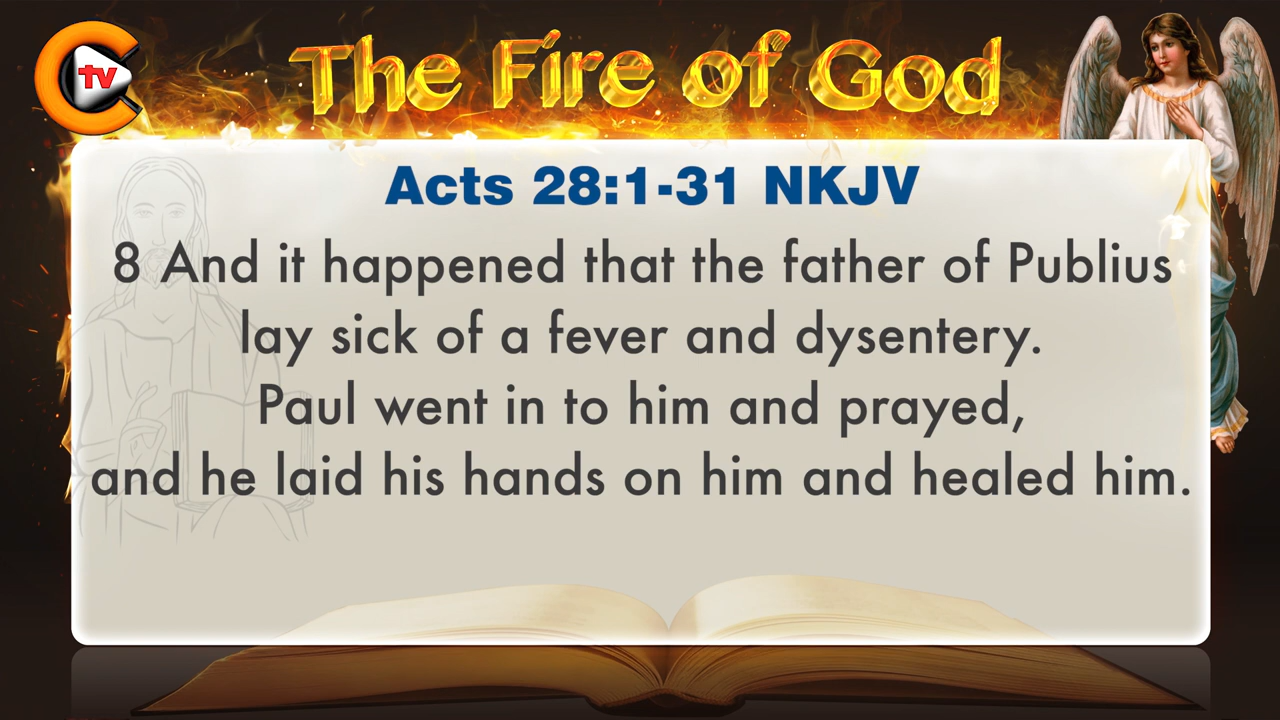 tv
The Fire of God
Acts 28:1-31 NKJV
8 And it happened that the father of Publius
lay sick of a fever and dysentery.
Paul went in to him and prayed,
and he laid his hands on him and healed him.